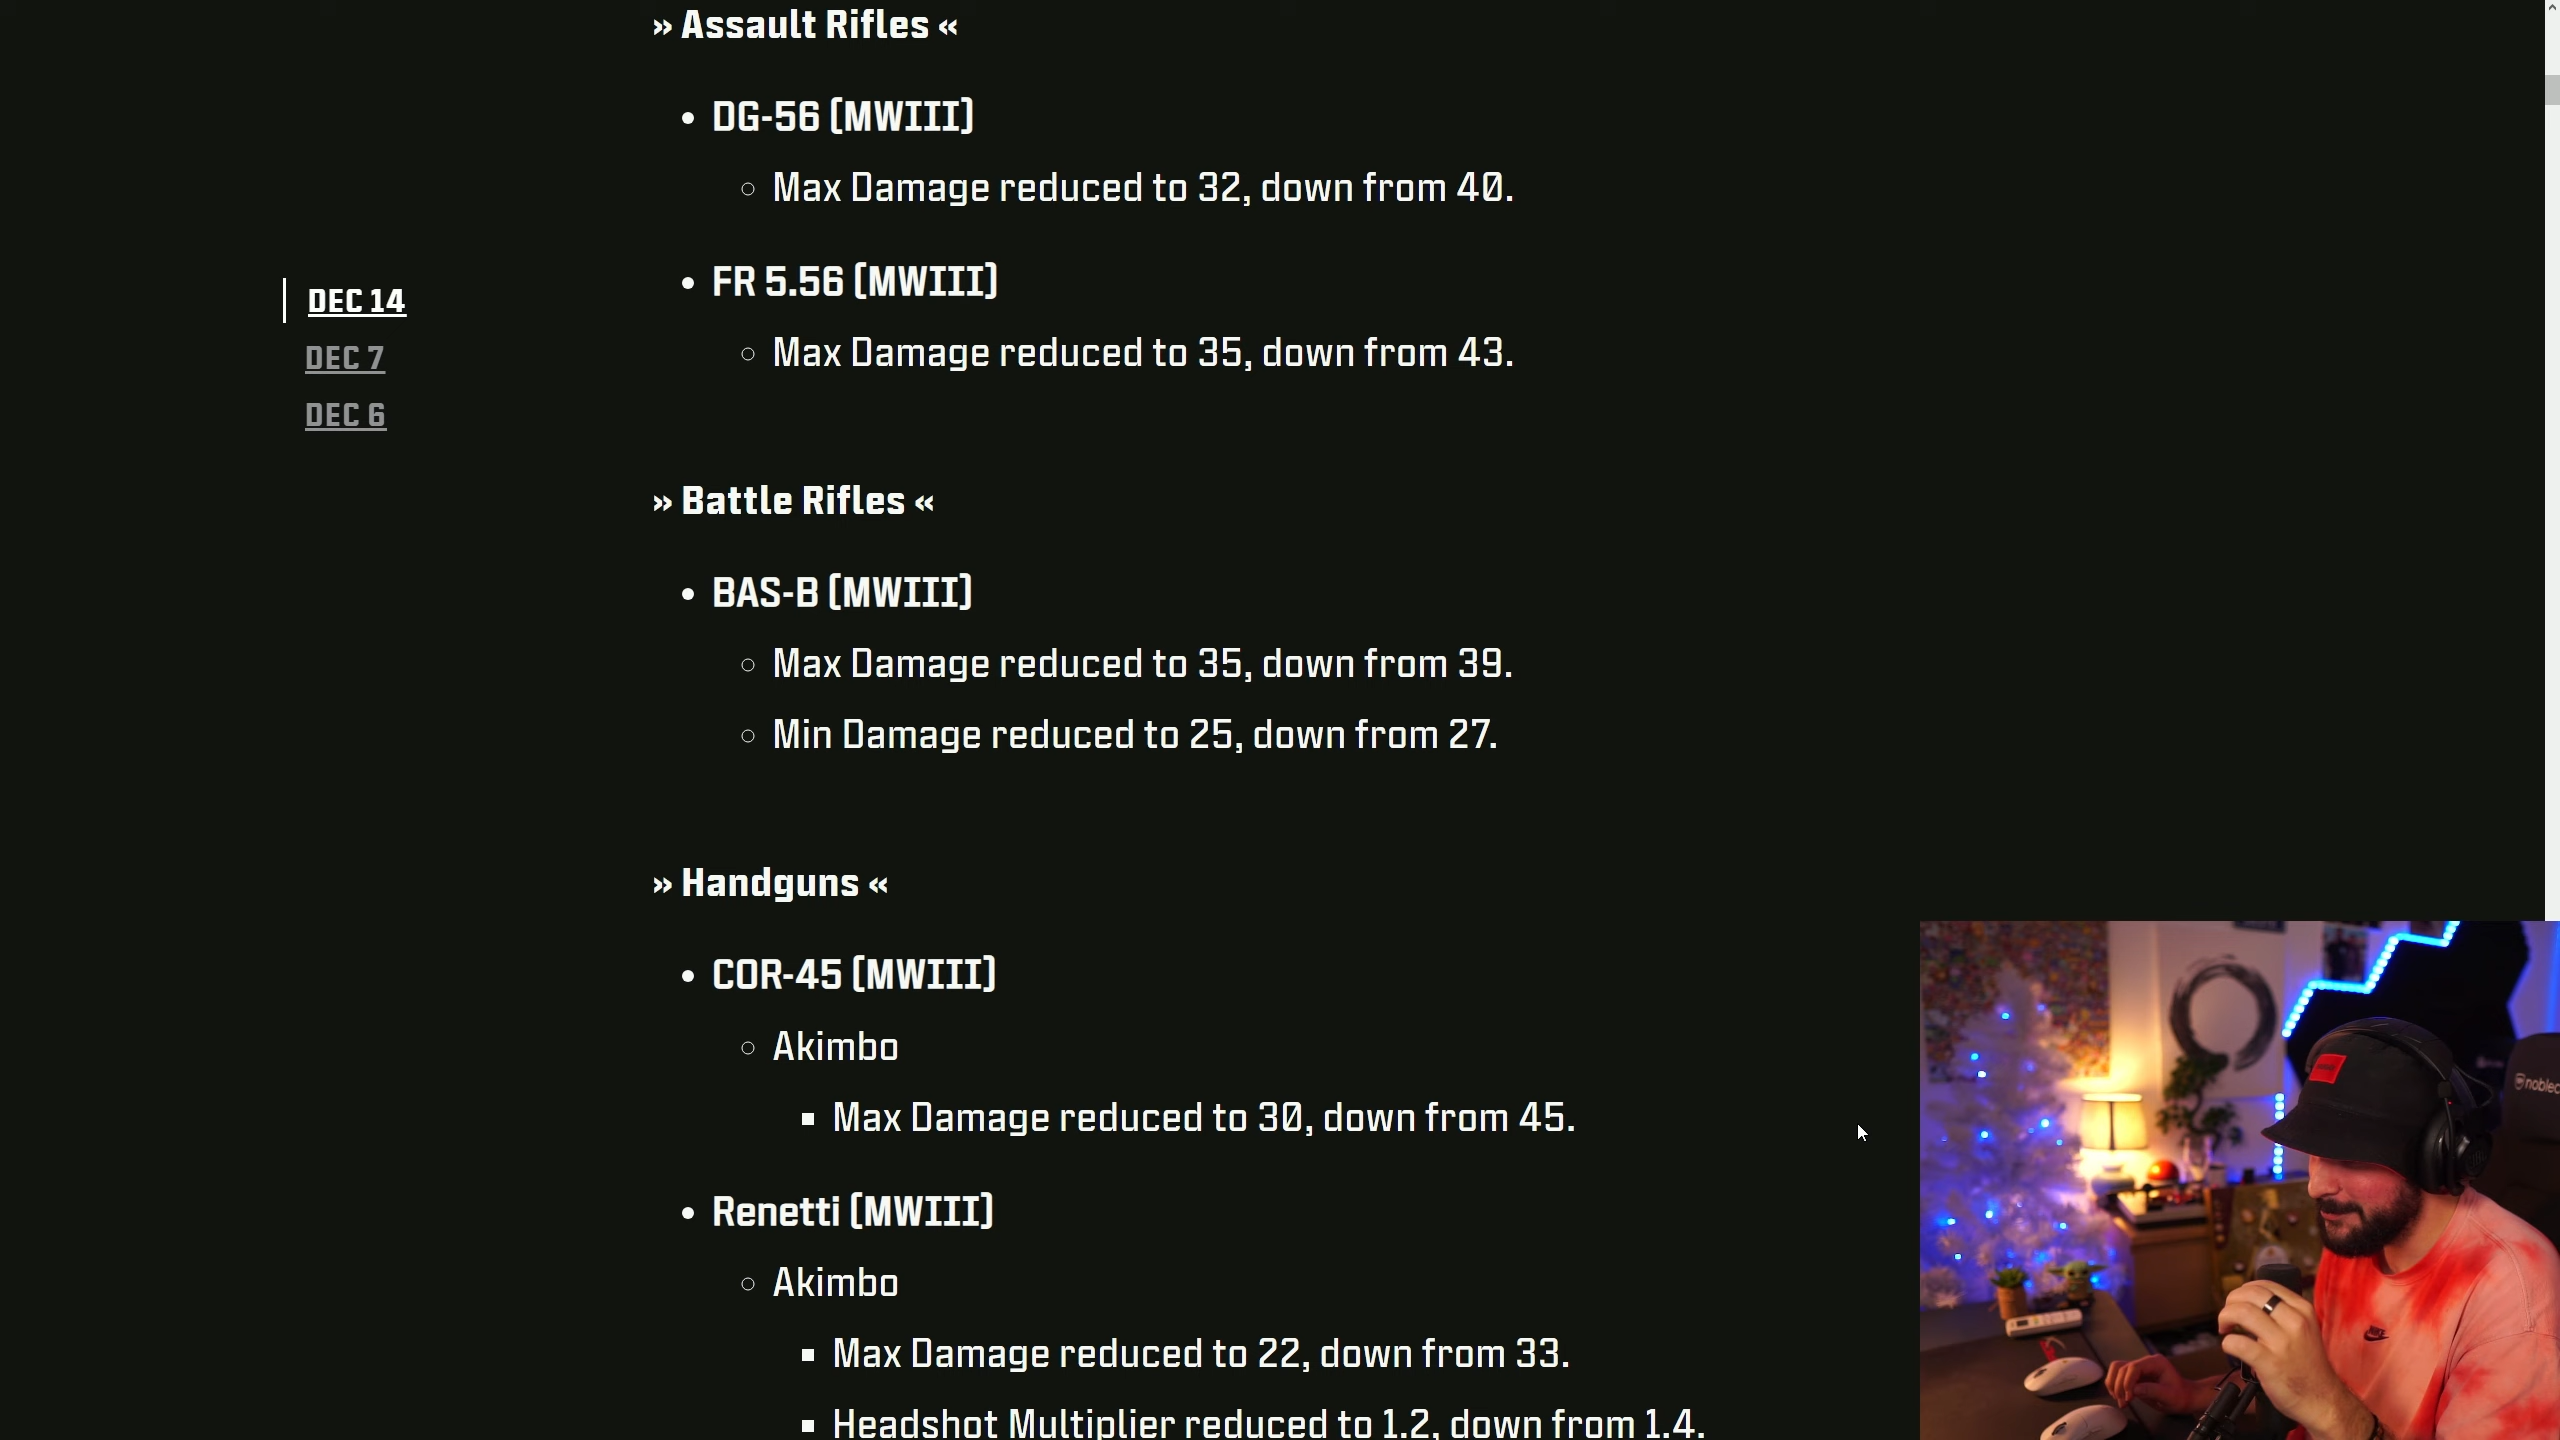 » Assault Rifles «
DG-56 (MWIII)
Max Damage reduced to 32, down from 40.
FR 5.56 (MWIII)
Max Damage reduced to 35, down from 43.
DEC 14
DEC 7
DEC 6
» Battle Rifles «
BAS-B (MWIII)
Max Damage reduced to 35, down from 39.
Min Damage reduced to 25, down from 27.
» Handguns «
COR-45 (MWIII)
Akimbo
Max Damage reduced to 30, down from 45.
Renetti (MWIII)
Akimbo
Max Damage reduced to 22, down from 33.
Headshot Multiplier reduced to 1.2, down from 1.4.
noblec